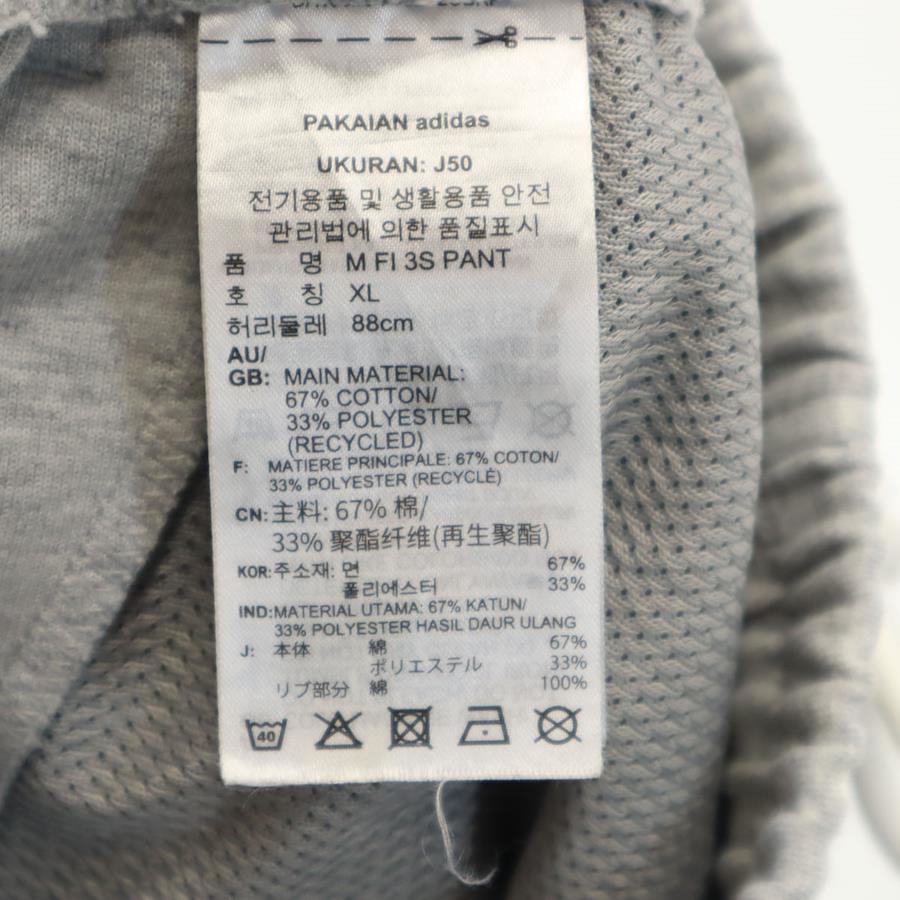 PAKAIAN adidas
UKURAN: J50
전기용품 및 생활용품 안전
관리법에 의한 품질표시
품 명 M FI 3S PANT
호 칭 XL
허리둘레 88cm
AU/
GB: MAIN MATERIAL:
67% COTTON/
33% POLYESTER
(RECYCLED)
F: MATIERE PRINCIPALE: 67% COTON/
33% POLYESTER (RECYCLÉ)
CN: 主料: 67% 棉/
33% 聚酯纤维(再生聚酯)
KOR: 주소재: 면 67%
폴리에스터 33%
IND: MATERIAL UTAMA: 67% KATUN/
33% POLYESTER HASIL DAUR ULANG
J: 本体 綿 67%
ポリエステル 33%
リブ部分 綿 100%
40